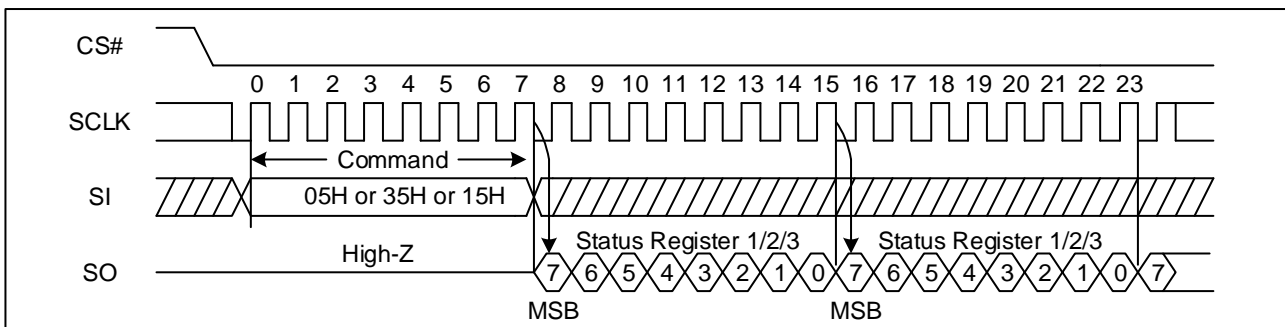 CS#
0 1 2 3 4 5 6 7 8 9 10 11 12 13 14 15 16 17 18 19 20 21 22 23
SCLK
Command
SI
05H or 35H or 15H
High-Z
Status Register 1/2/3 Status Register 1/2/3
SO
7 6 5 4 3 2 1 0 7 6 5 4 3 2 1 0 7
MSB MSB